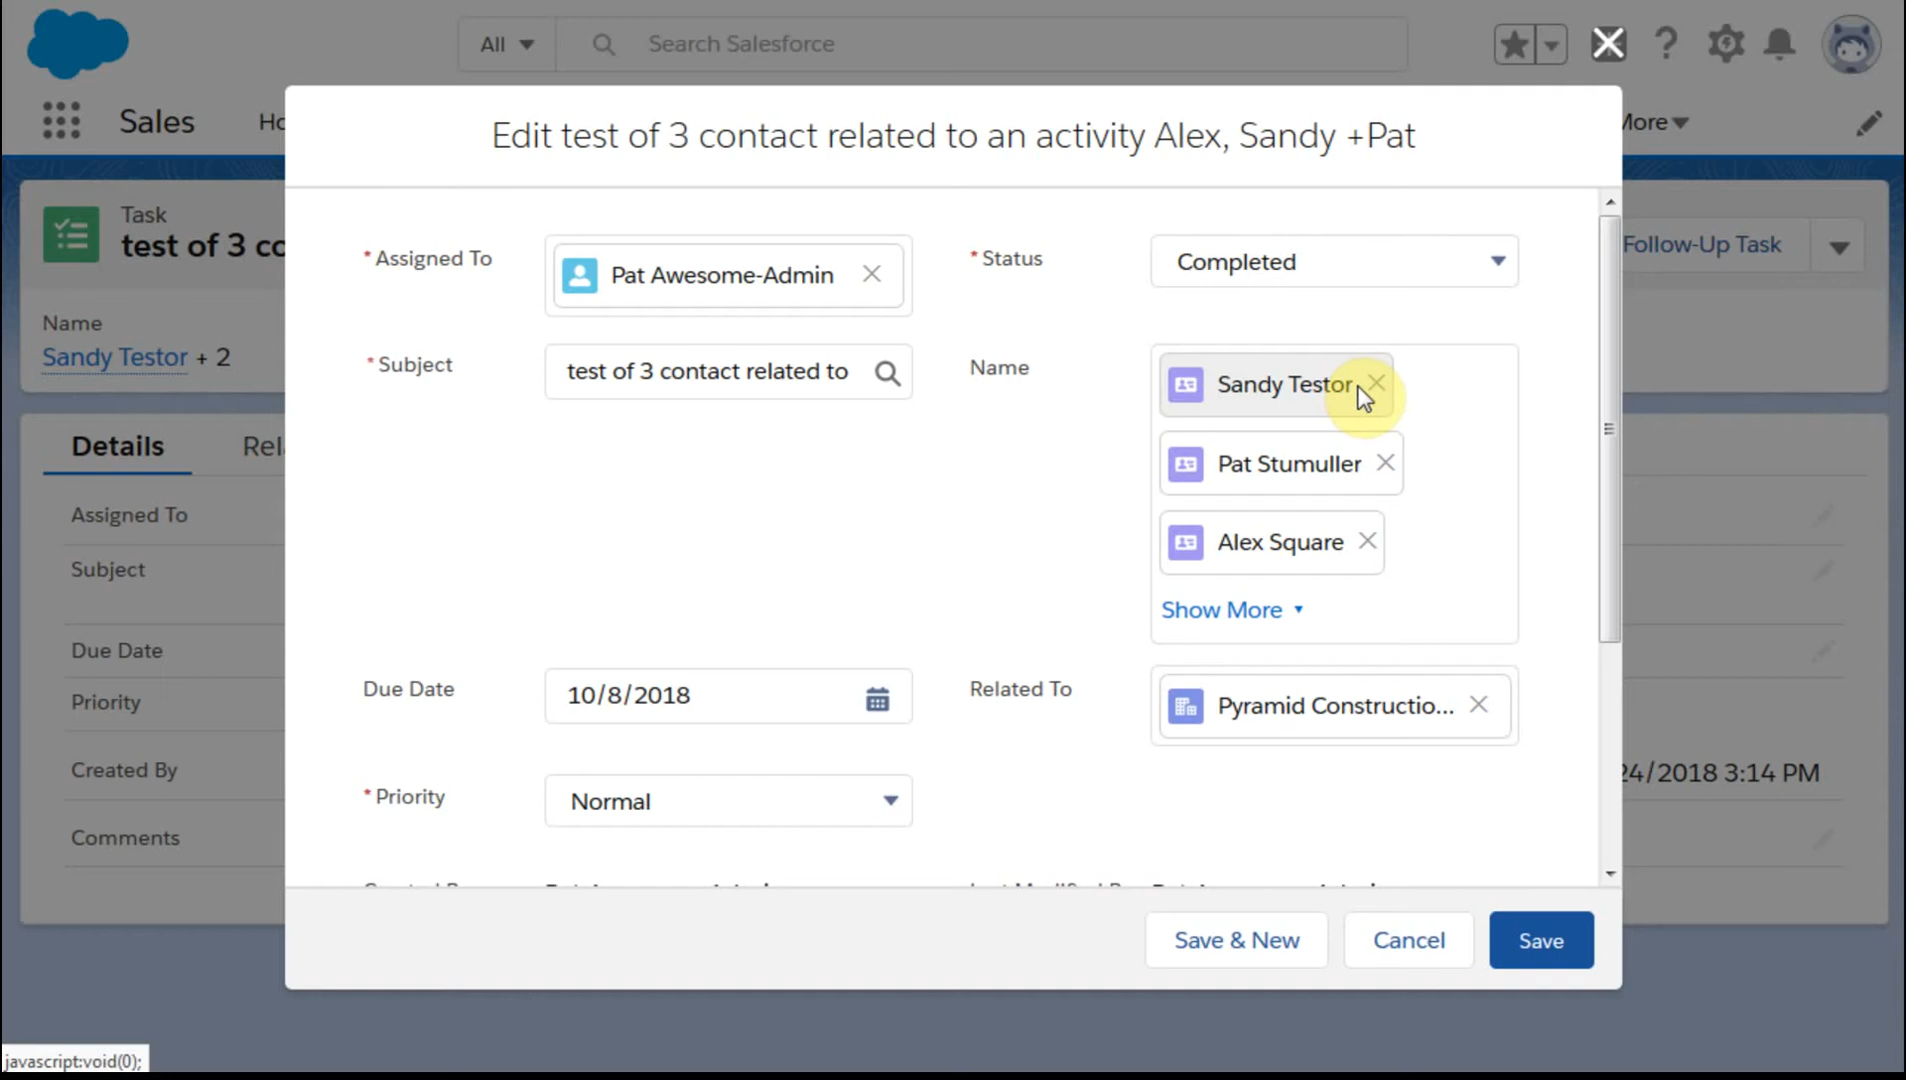 All
Search Salesforce
Sales
Ho
More
Edit test of 3 contact related to an activity Alex, Sandy +Pat
Task
test of 3 co
Follow-Up Task
Name
Sandy Testor + 2
Details
Rel
Assigned To
Subject
Due Date
Priority
Created By
Comments
24/2018 3:14 PM
* Assigned To
Pat Awesome-Admin
* Status
Completed
* Subject
test of 3 contact related to
Name
Sandy Testor
Pat Stumuller
Alex Square
Show More
Due Date
10/8/2018
Related To
Pyramid Constructio...
* Priority
Normal
Save & New
Cancel
Save
javascript:void(0);